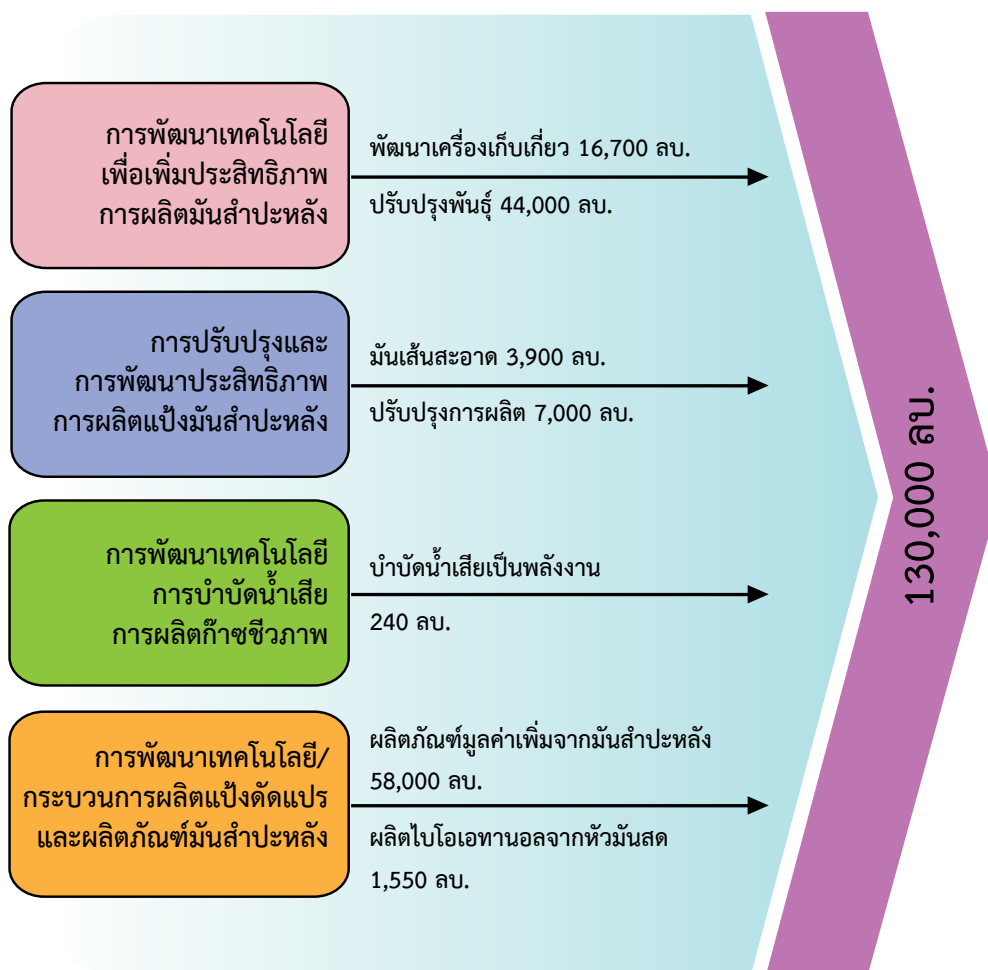 การพัฒนาเทคโนโลยี
เพื่อเพิ่มประสิทธิภาพ
การผลิตมันสำปะหลัง
พัฒนาเครื่องเก็บเกี่ยว 16,700 ลบ.
ปรับปรุงพันธุ์ 44,000 ลบ.
การปรับปรุงและ
การพัฒนาประสิทธิภาพ
การผลิตแป้งมันสำปะหลัง
มันเส้นสะอาด 3,900 ลบ.
ปรับปรุงการผลิต 7,000 ลบ.
การพัฒนาเทคโนโลยี
การบำบัดน้ำเสีย
การผลิตก๊าซชีวภาพ
บำบัดน้ำเสียเป็นพลังงาน
240 ลบ.
การพัฒนาเทคโนโลยี/
กระบวนการผลิตแป้งดัดแปร
และผลิตภัณฑ์มันสำปะหลัง
ผลิตภัณฑ์มูลค่าเพิ่มจากมันสำปะหลัง
58,000 ลบ.
ผลิตไบโอเอทานอลจากหัวมันสด
1,550 ลบ.
130,000 ลบ.